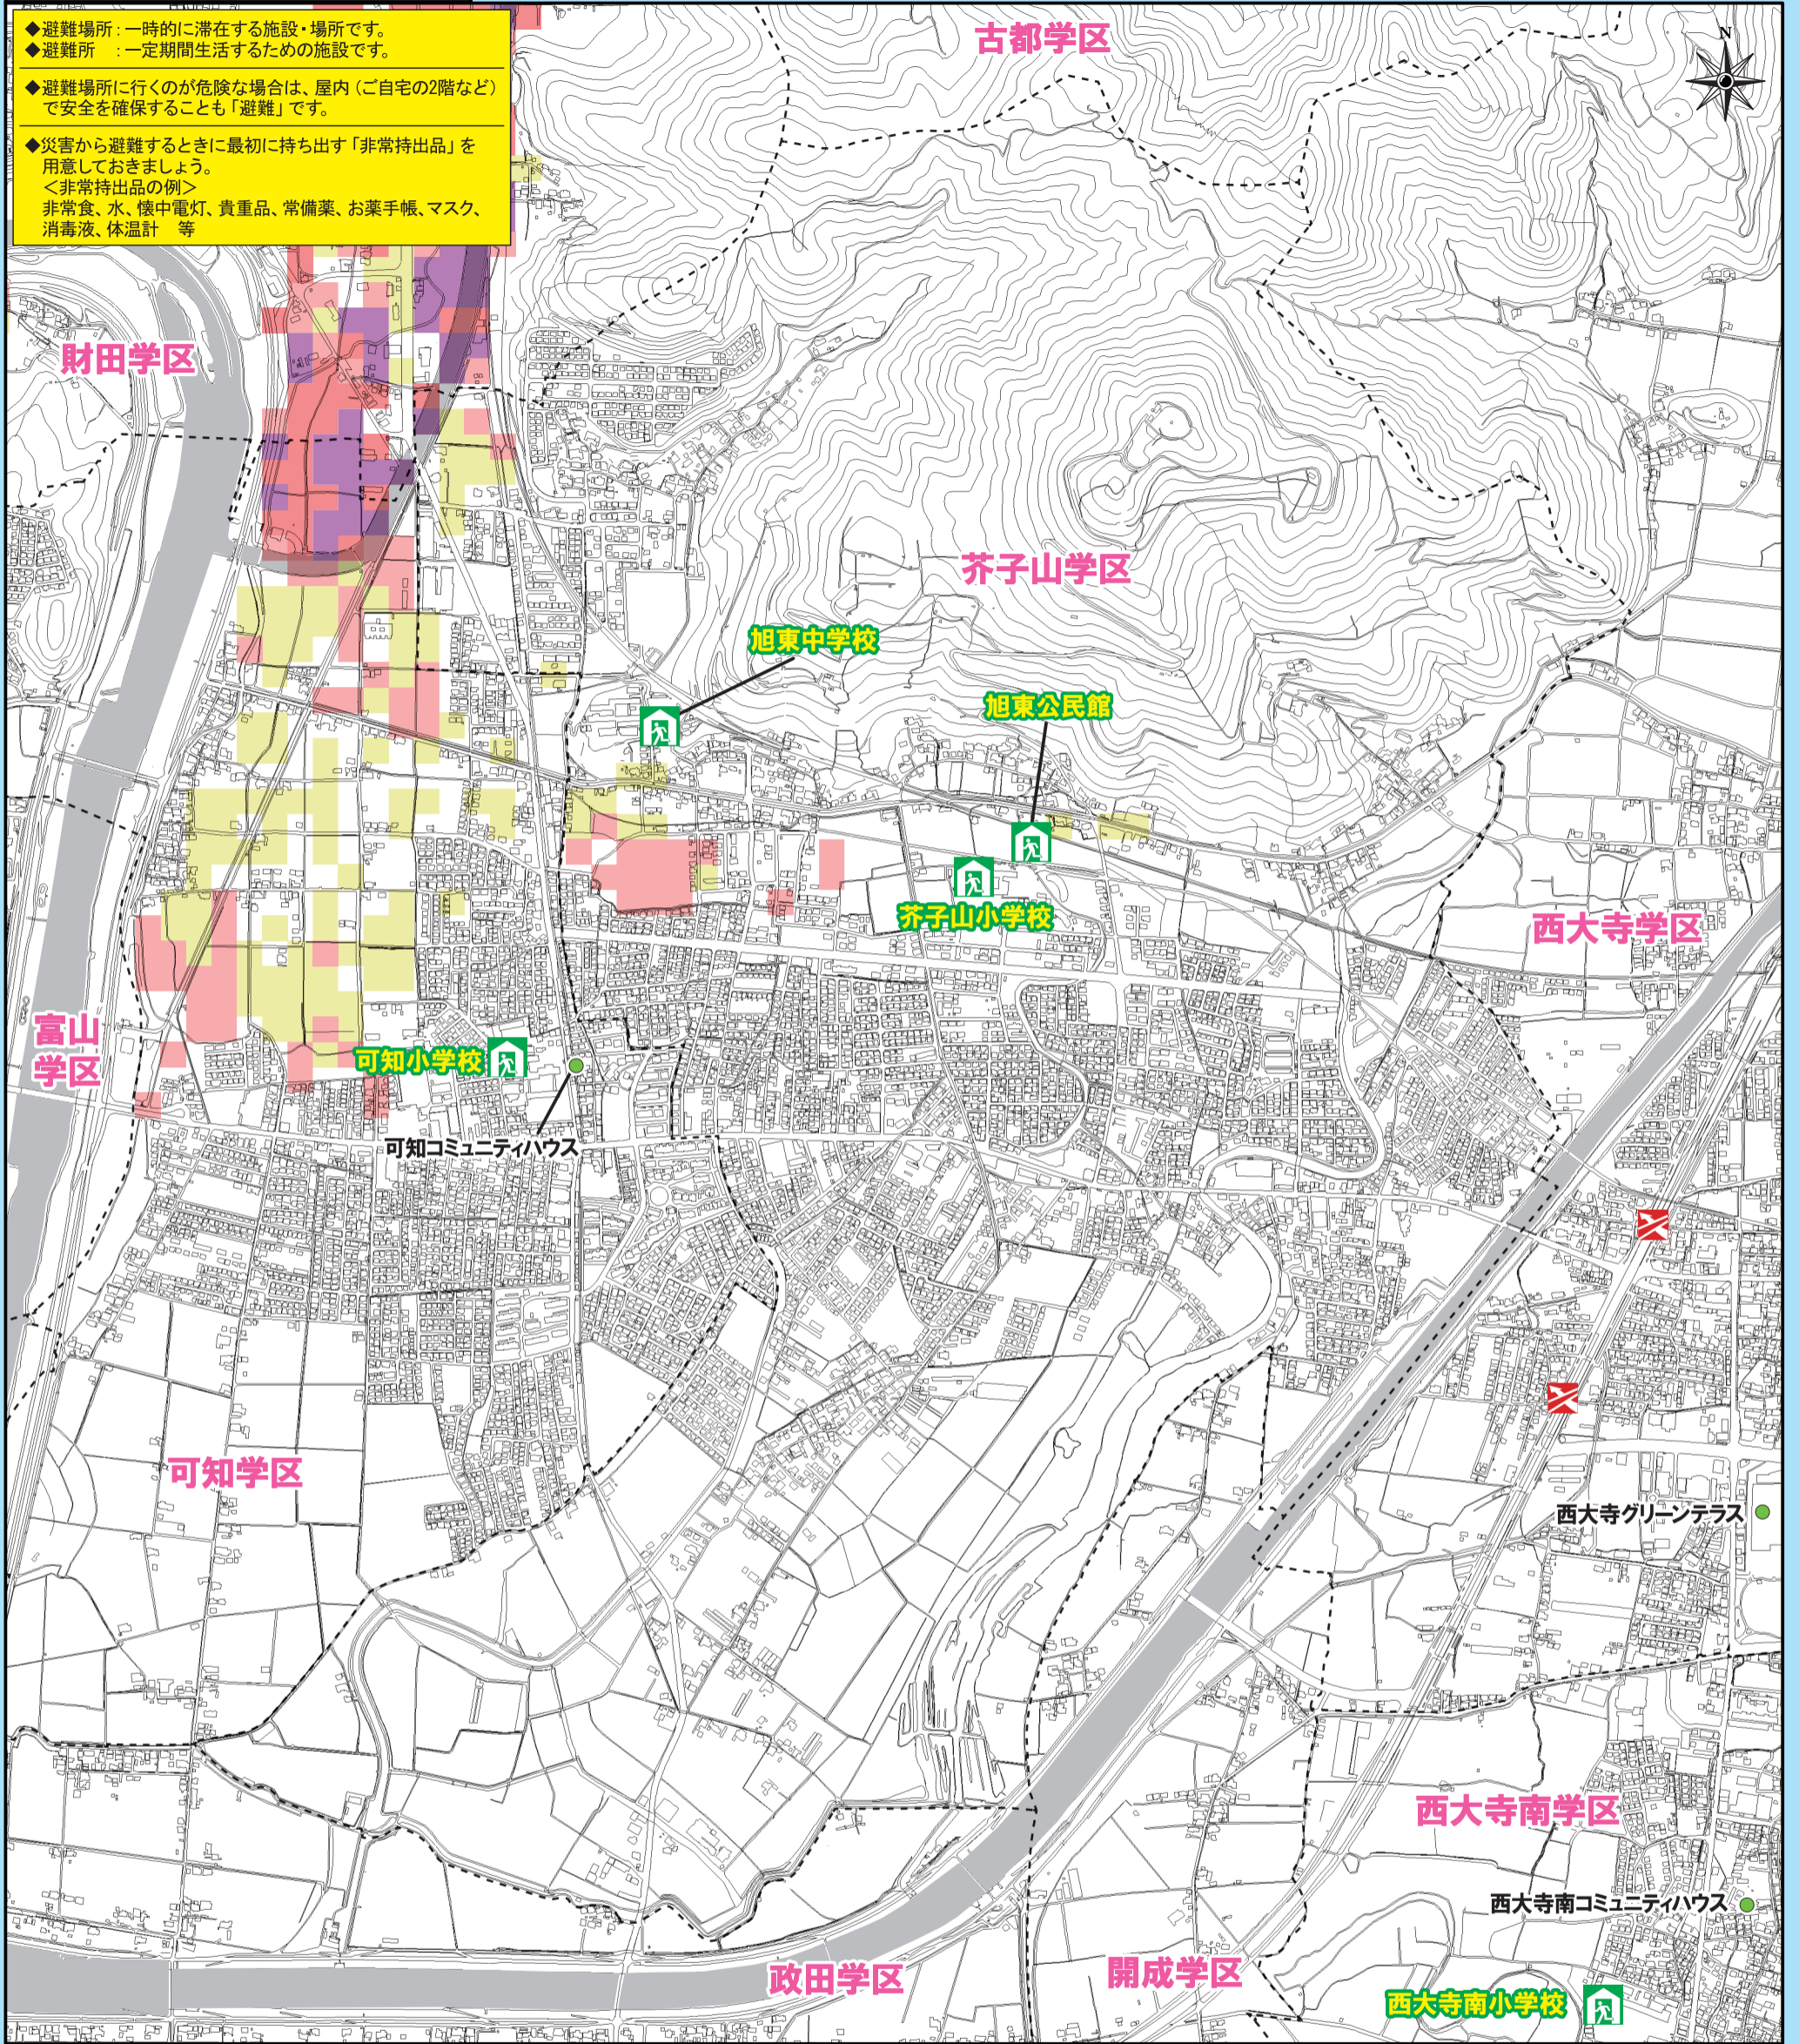 ◆避難場所：一時的に滞在する施設・場所です。
◆避難所　：一定期間生活するための施設です。
◆避難場所に行くのが危険な場合は、屋内（ご自宅の2階など）
で安全を確保することも「避難」です。
◆災害から避難するときに最初に持ち出す「非常持出品」を
用意しておきましょう。
＜非常持出品の例＞
非常食、水、懐中電灯、貴重品、常備薬、お薬手帳、マスク、
消毒液、体温計　等
古都学区
N
財田学区
芥子山学区
旭東中学校
旭東公民館
芥子山小学校
西大寺学区
富山
学区
可知小学校
可知コミュニティハウス
可知学区
西大寺グリーンテラス
西大寺南学区
西大寺南コミュニティハウス
政田学区
開成学区
西大寺南小学校